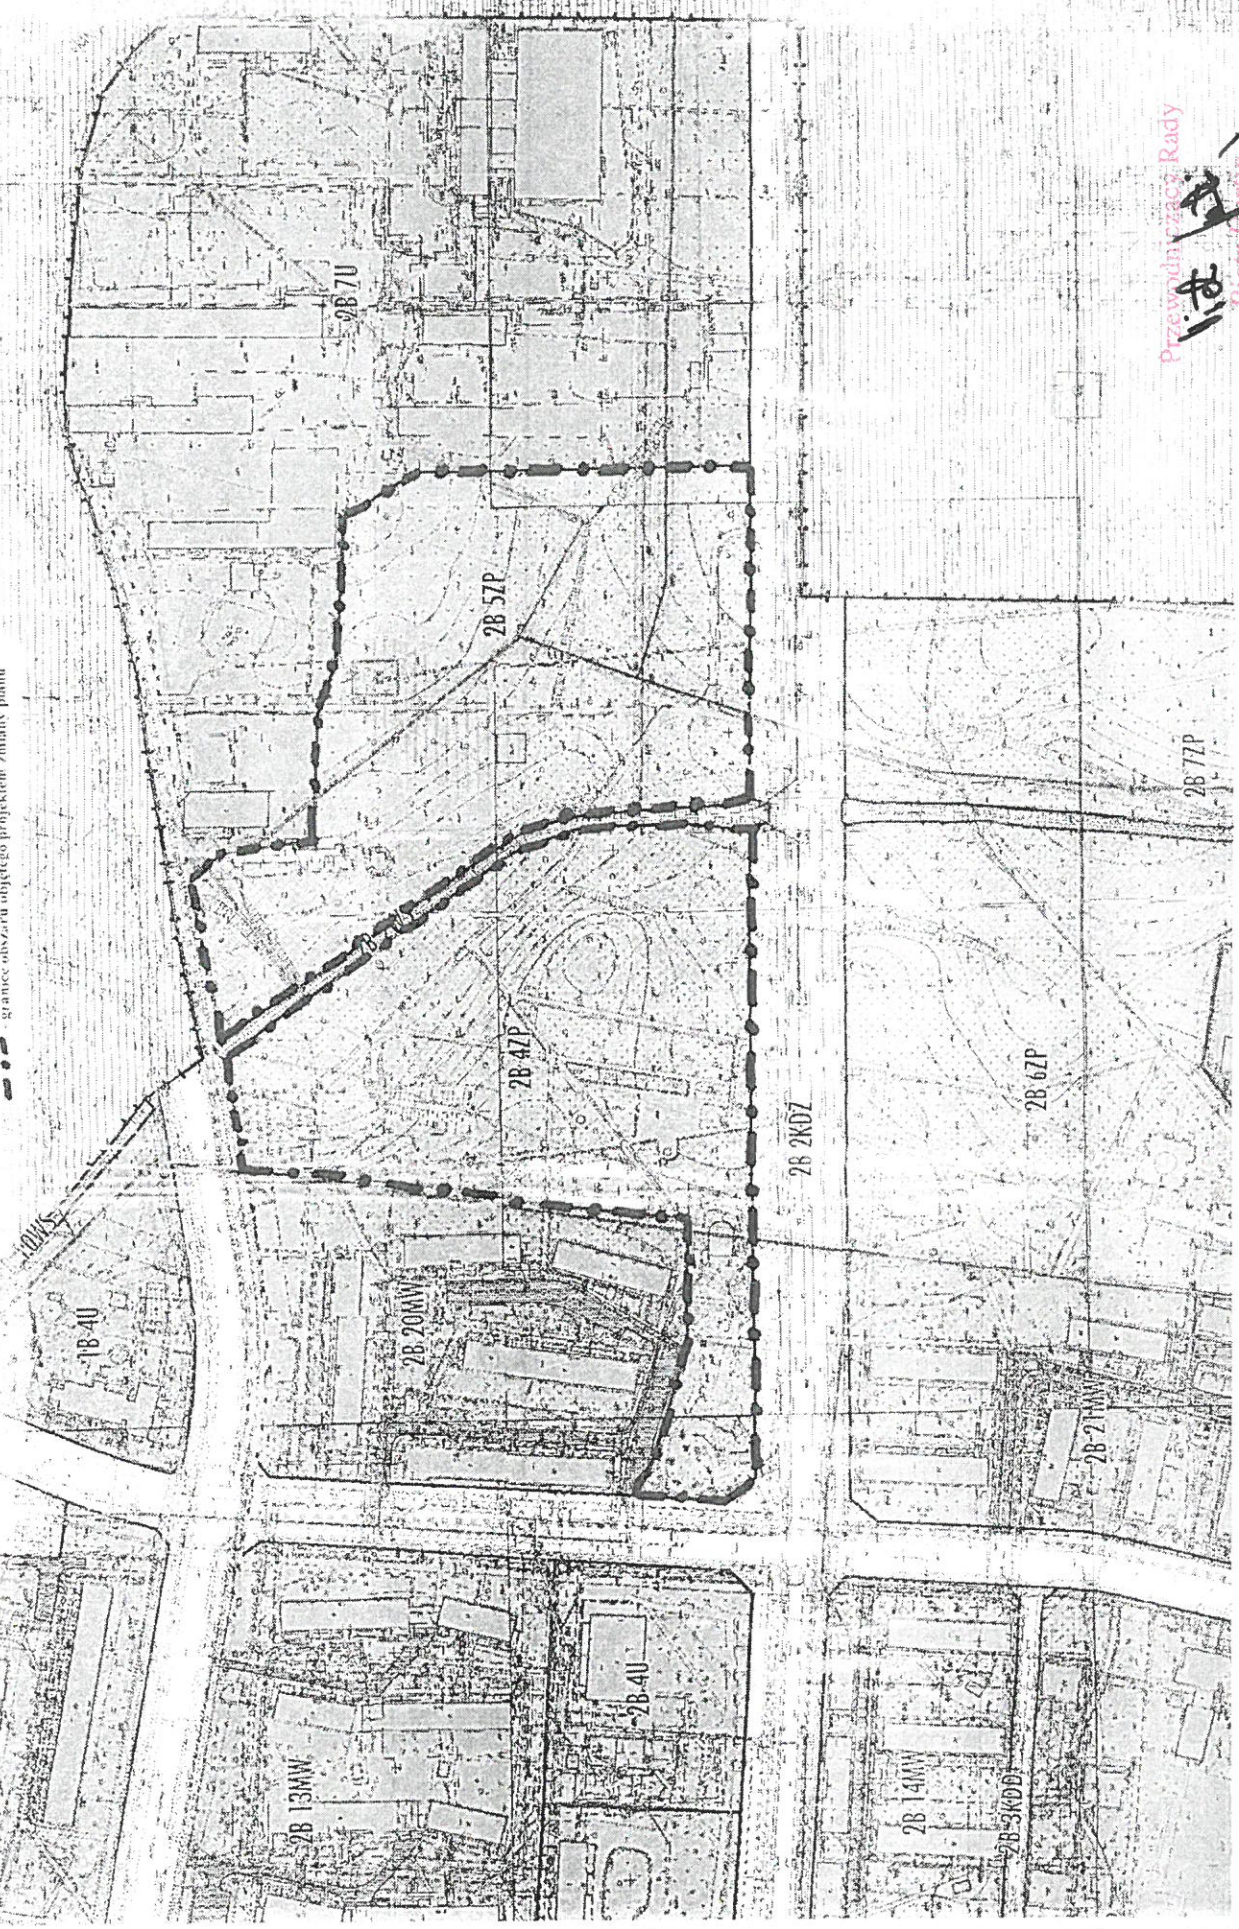 - granice obszaru objętego projektem zmiany planu
2B 7U
2B 5ZP
2B 7ZP
2B 4ZP
2B 6ZP
2B 2KDZ
1B 4U
2B 20MW
2B 21MW
2B 13MW
2B 4U
2B 14MW
2B 3KDD
Przewodniczący Rady